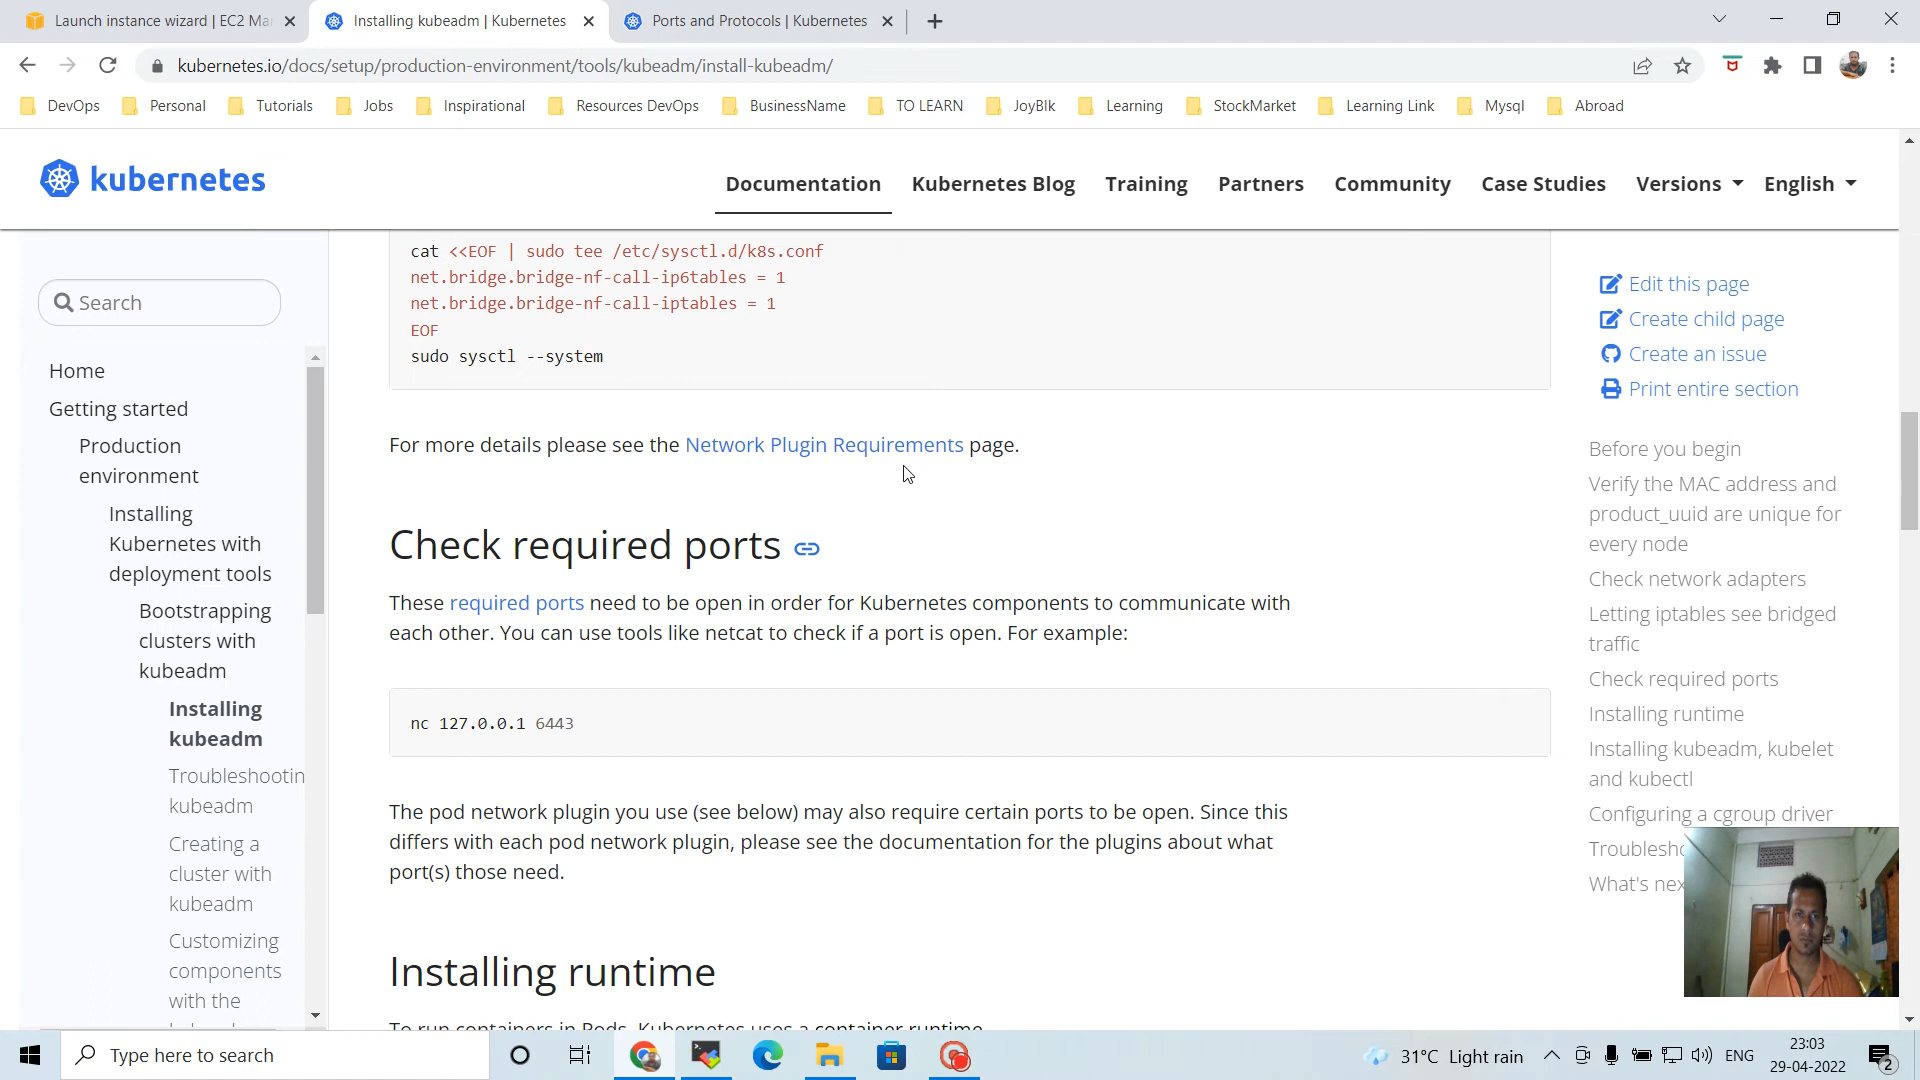 Launch instance wizard | EC2 Ma
Installing kubeadm | Kubernetes
Ports and Protocols | Kubernetes
kubernetes.io/docs/setup/production-environment/tools/kubeadm/install-kubeadm/
DevOps
Personal
Tutorials
Jobs
Inspirational
Resources DevOps
BusinessName
TO LEARN
JoyBlk
Learning
StockMarket
Learning Link
Mysql
Abroad
kubernetes
Documentation
Kubernetes Blog
Training
Partners
Community
Case Studies
Versions
English
Search
Home
Getting started
Production
environment
Installing
Kubernetes with
deployment tools
Bootstrapping
clusters with
kubeadm
Installing
kubeadm
Troubleshootin
kubeadm
Creating a
cluster with
kubeadm
Customizing
components
with the
cat <<EOF | sudo tee /etc/sysctl.d/k8s.conf
net.bridge.bridge-nf-call-ip6tables = 1
net.bridge.bridge-nf-call-iptables = 1
EOF
sudo sysctl --system
For more details please see the Network Plugin Requirements page.
Check required ports
These required ports need to be open in order for Kubernetes components to communicate with
each other. You can use tools like netcat to check if a port is open. For example:
nc 127.0.0.1 6443
The pod network plugin you use (see below) may also require certain ports to be open. Since this
differs with each pod network plugin, please see the documentation for the plugins about what
port(s) those need.
Installing runtime
To run containers in Pods, Kubernetes uses a container runtime
Edit this page
Create child page
Create an issue
Print entire section
Before you begin
Verify the MAC address and
product_uuid are unique for
every node
Check network adapters
Letting iptables see bridged
traffic
Check required ports
Installing runtime
Installing kubeadm, kubelet
and kubectl
Configuring a cgroup driver
Troublesho
What's nex
Type here to search
31°C Light rain
ENG
23:03
29-04-2022
2